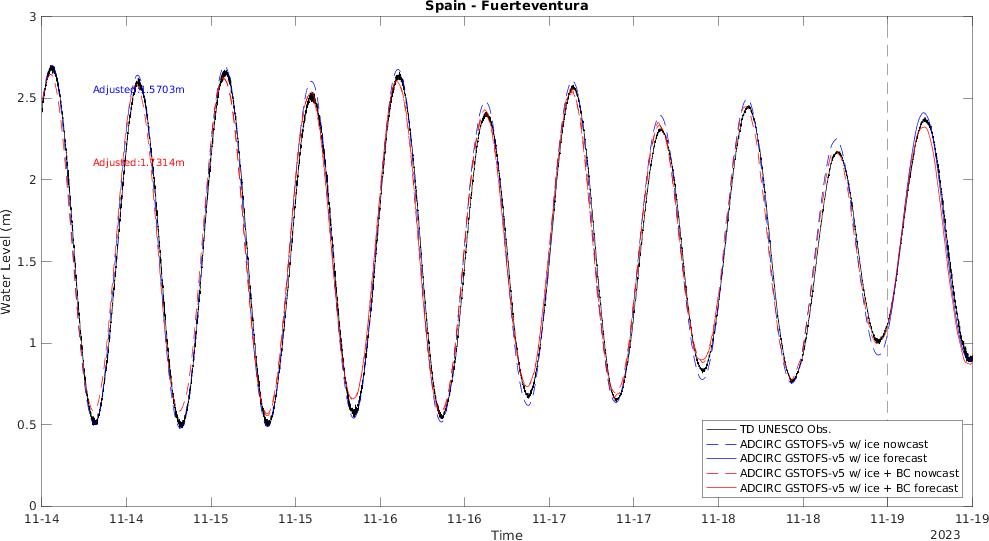 Spain - Fuerteventura
3
2.5
2
1.5
1
0.5
0
Water Level (m)
Adjusted:1.5703m
Adjusted:1.7314m
TD UNESCO Obs.
ADCIRC GSTOFS-v5 w/ ice nowcast
ADCIRC GSTOFS-v5 w/ ice forecast
ADCIRC GSTOFS-v5 w/ ice + BC nowcast
ADCIRC GSTOFS-v5 w/ ice + BC forecast
11-14 11-14 11-15 11-15 11-16 11-16 11-17 11-17 11-18 11-18 11-19 11-19
Time
2023